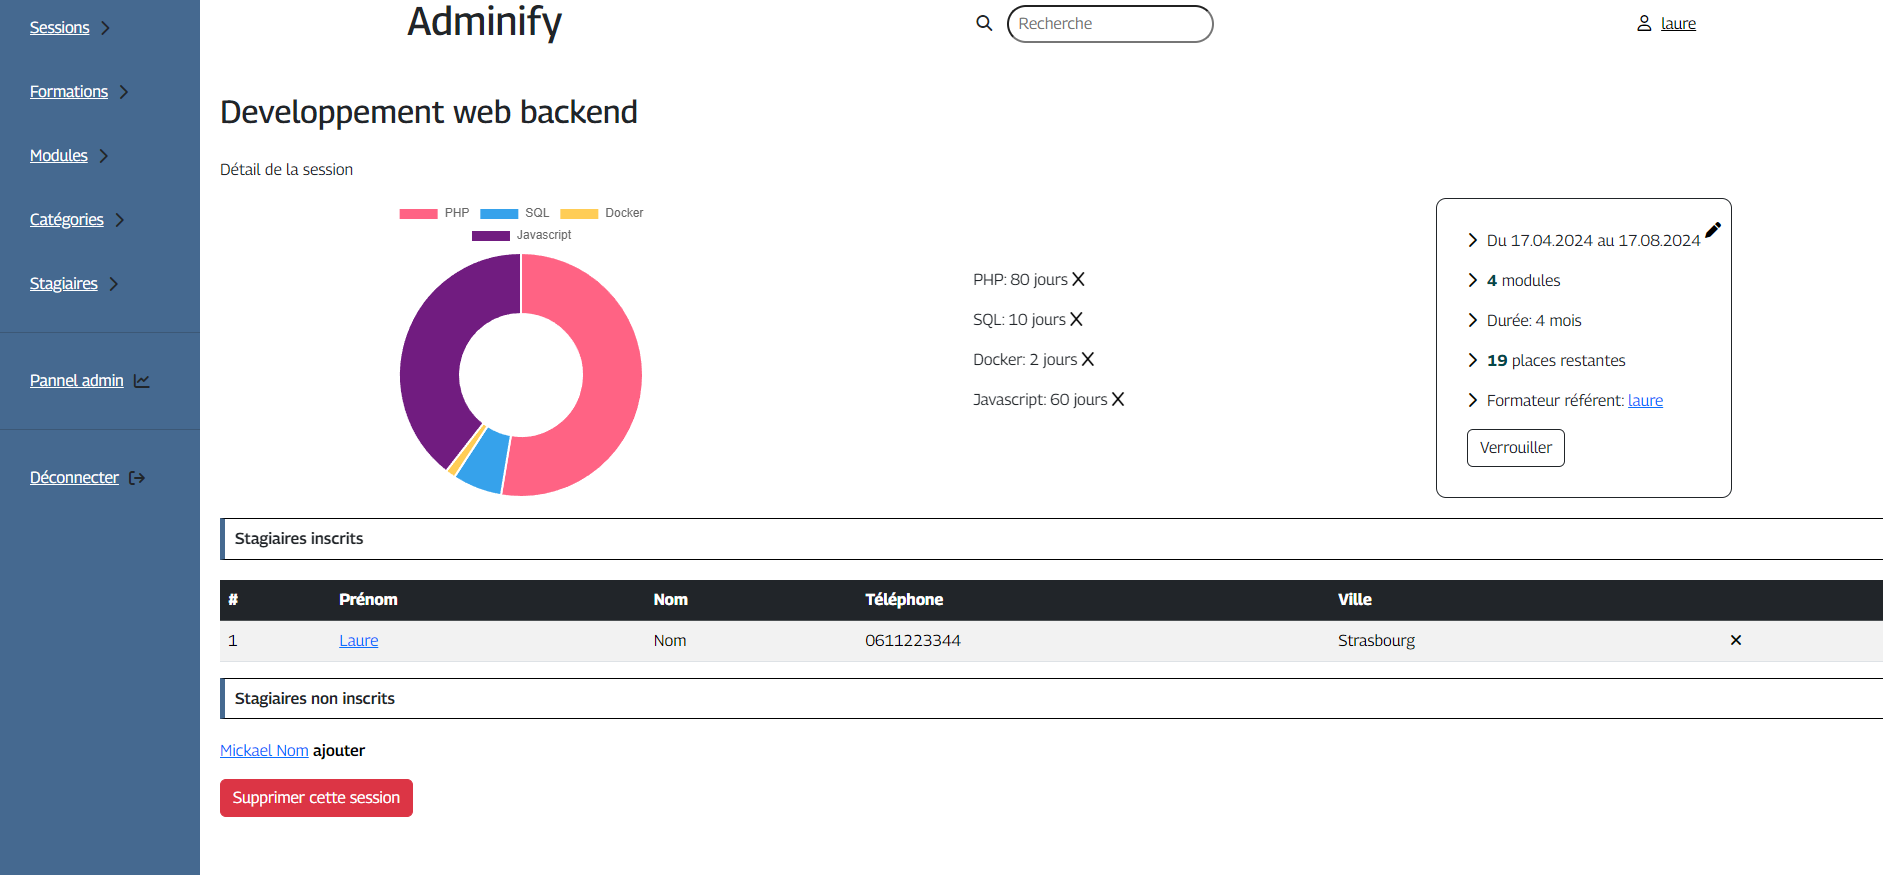 Sessions
Formations
Modules
Catégories
Stagiaires
Pannel admin
Déconnecter
Adminify
Recherche
laure
Developpement web backend
Détail de la session
PHP SQL Docker
Javascript
PHP: 80 jours X
SQL: 10 jours X
Docker: 2 jours X
Javascript: 60 jours X
Du 17.04.2024 au 17.08.2024
4 modules
Durée: 4 mois
19 places restantes
Formateur référent: laure
Verrouiller
Stagiaires inscrits
# Prénom Nom Téléphone Ville
1 Laure Nom 0611223344 Strasbourg
Stagiaires non inscrits
Mickael Nom ajouter
Supprimer cette session